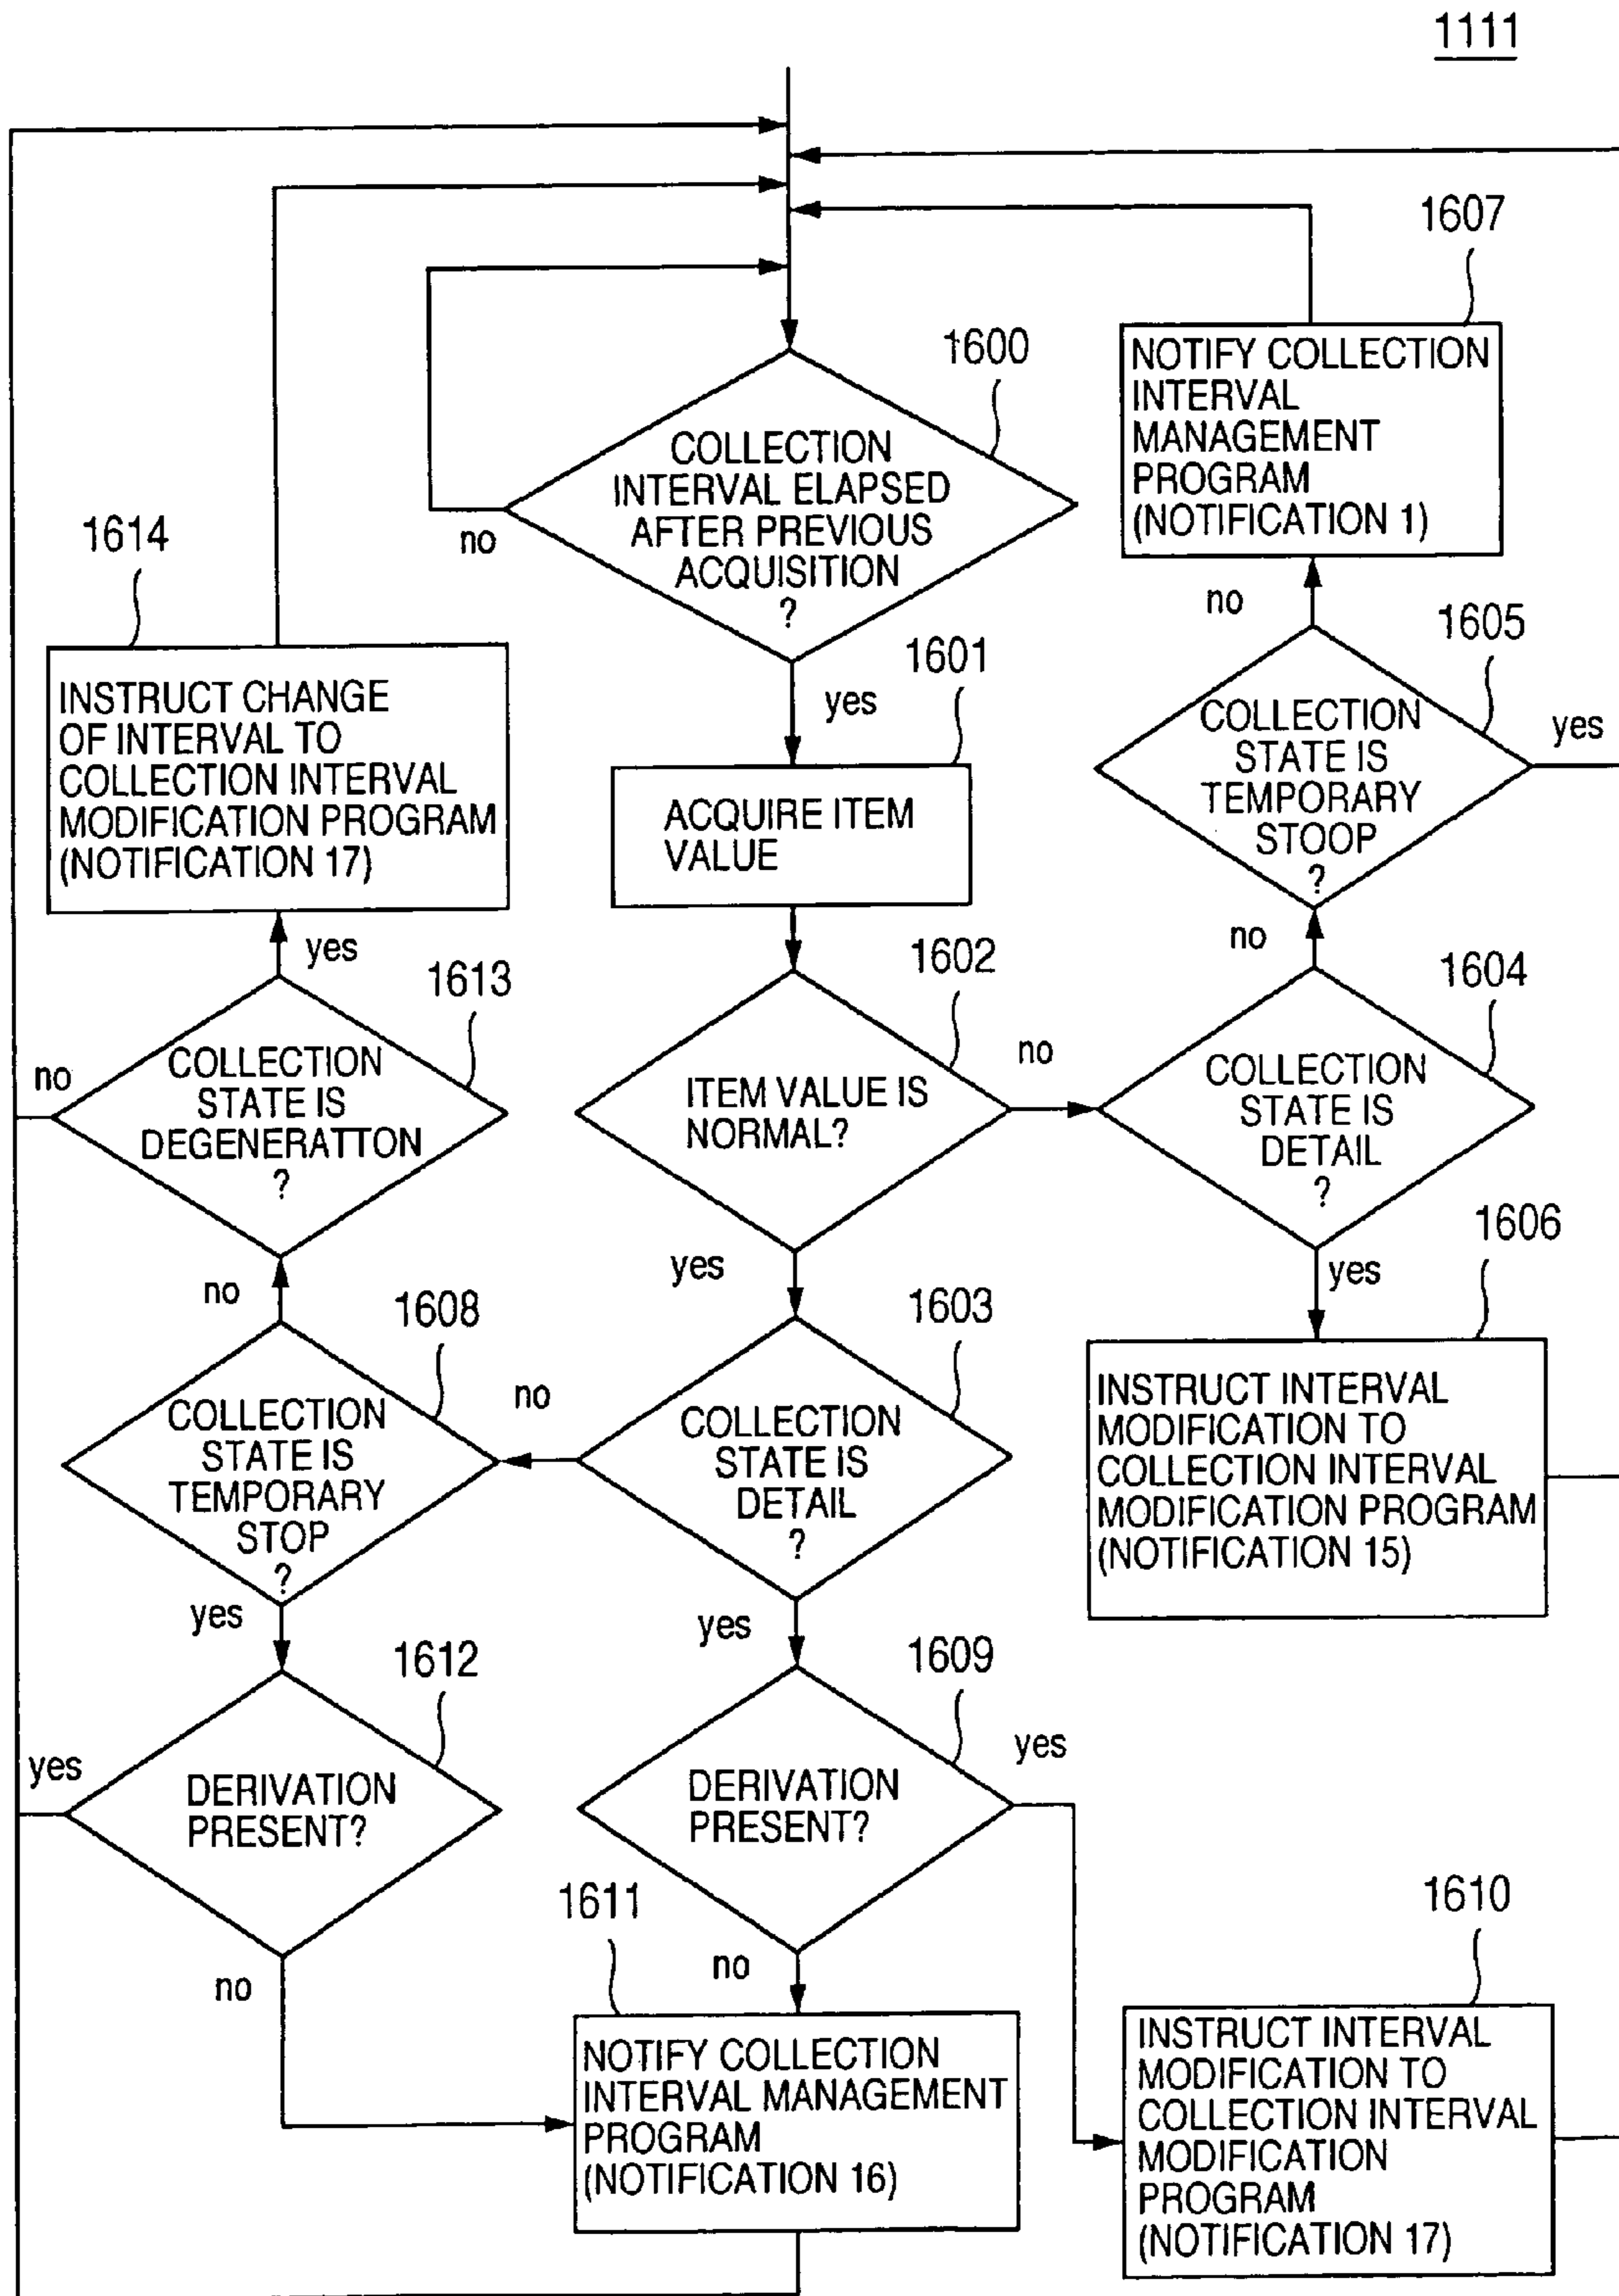 1111
1607
NOTIFY COLLECTION
INTERVAL
MANAGEMENT
PROGRAM
(NOTIFICATION 1)
1600
COLLECTION
INTERVAL ELAPSED
AFTER PREVIOUS
ACQUISITION
?
no
yes
1614
INSTRUCT CHANGE
OF INTERVAL TO
COLLECTION INTERVAL
MODIFICATION PROGRAM
(NOTIFICATION 17)
1601
ACQUIRE ITEM
VALUE
no
1605
COLLECTION
STATE IS
TEMPORARY
STOOP
?
yes
yes
1613
COLLECTION
STATE IS
DEGENERATTON
?
no
1602
ITEM VALUE IS
NORMAL?
no
yes
no
1604
COLLECTION
STATE IS
DETAIL
?
yes
1606
INSTRUCT INTERVAL
MODIFICATION TO
COLLECTION INTERVAL
MODIFICATION PROGRAM
(NOTIFICATION 15)
no
1608
COLLECTION
STATE IS
TEMPORARY
STOP
?
yes
1603
no
COLLECTION
STATE IS
DETAIL
?
yes
1612
yes
DERIVATION
PRESENT?
no
1609
DERIVATION
PRESENT?
yes
no
1611
NOTIFY COLLECTION
INTERVAL MANAGEMENT
PROGRAM
(NOTIFICATION 16)
1610
INSTRUCT INTERVAL
MODIFICATION TO
COLLECTION INTERVAL
MODIFICATION
PROGRAM
(NOTIFICATION 17)